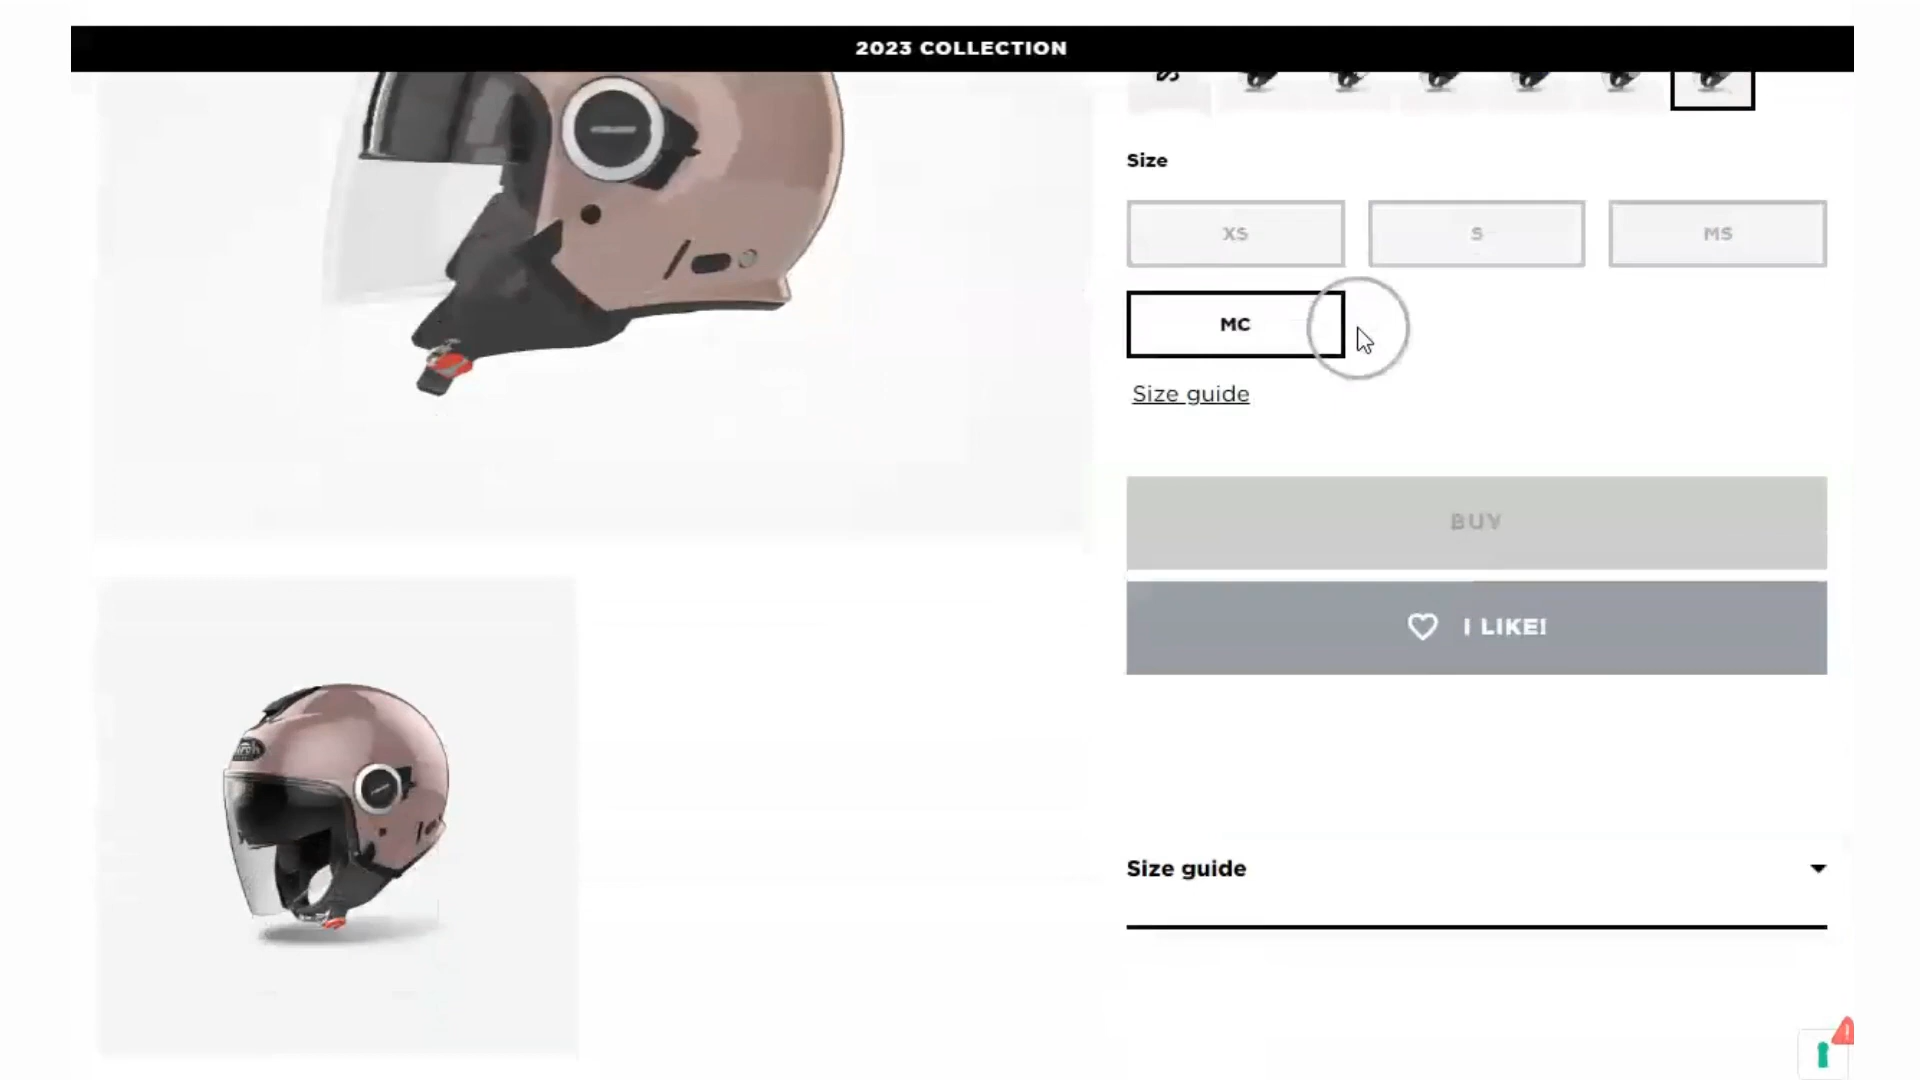 2023 COLLECTION
Size
XS
S
MS
MC
Size guide
BUY
I LIKE!
Size guide